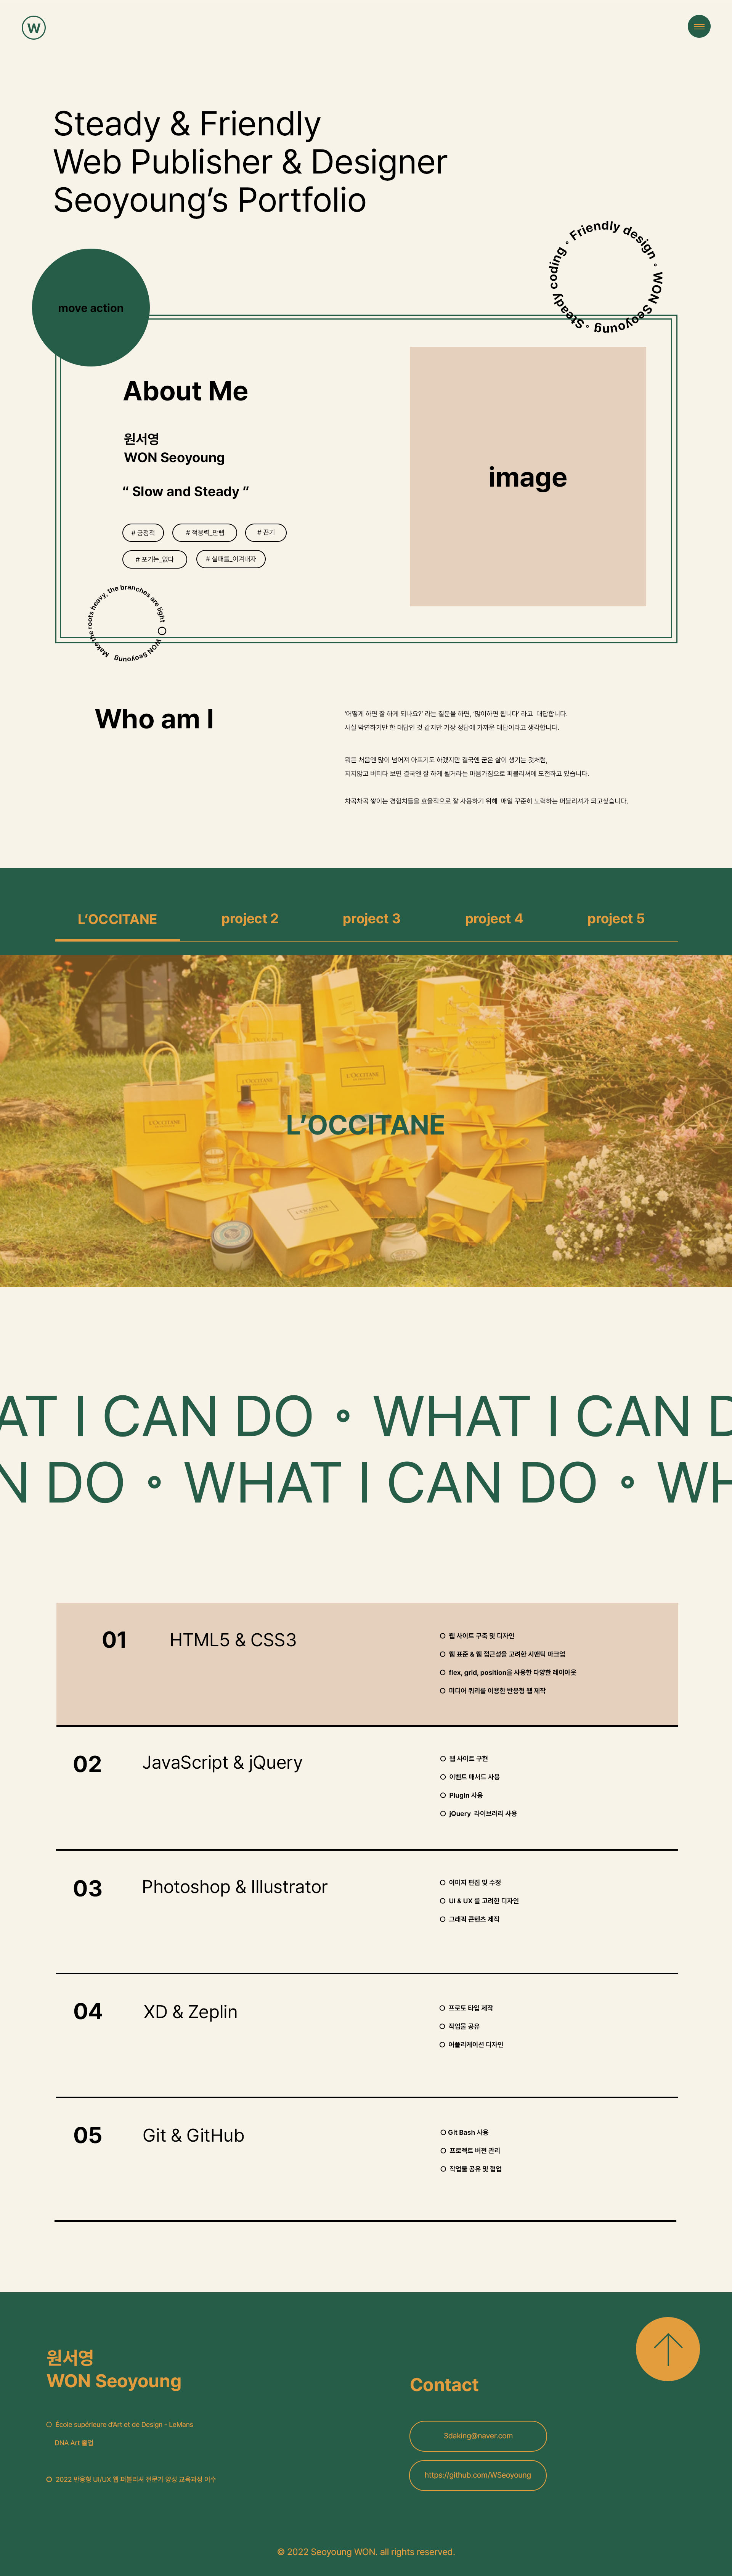 W
Steady & Friendly
Web Publisher & Designer
Seoyoung’s Portfolio
Steady coding ∘ Friendly design ∘ WON Seoyoung ∘
move action
About Me
원서영
WON Seoyoung
“ Slow and Steady ”
#긍정적
# 적응력_만렙
# 끈기
# 포기는_없다
# 실패를_이겨내자
image
Make the roots heavy, the branches are light ○ WON Seoyoung
Who am I
‘어떻게 하면 잘 하게 되나요?’ 라는 질문을 하면, ‘많이하면 됩니다’ 라고 대답합니다.
사실 막연하기만 한 대답인 것 같지만 가장 정답에 가까운 대답이라고 생각합니다.
뭐든 처음엔 많이 넘어져 아프기도 하겠지만 결국엔 굳은 살이 생기는 것처럼,
지치않고 버티다 보면 결국엔 잘 하게 될거라는 마음가짐으로 퍼블리셔에 도전하고 있습니다.
차곡차곡 쌓이는 경험치들을 효율적으로 잘 사용하기 위해 매일 꾸준히 노력하는 퍼블리셔가 되고싶습니다.
L’OCCITANE
project 2
project 3
project 4
project 5
L’OCCITANE
L’OCCITANE
L’OCCITANE
AT I CAN DO ∘ WHAT I CAN D
N DO ∘ WHAT I CAN DO ∘ WH
01
HTML5 & CSS3
웹 사이트 구축 및 디자인
웹 표준 & 웹 접근성을 고려한 시멘틱 마크업
flex, grid, position을 사용한 다양한 레이아웃
미디어 쿼리를 이용한 반응형 웹 제작
02
JavaScript & jQuery
웹 사이트 구현
이벤트 매서드 사용
PlugIn 사용
jQuery 라이브러리 사용
03
Photoshop & Illustrator
이미지 편집 및 수정
UI & UX 를 고려한 디자인
그래픽 콘텐츠 제작
04
XD & Zeplin
프로토 타입 제작
작업물 공유
어플리케이션 디자인
05
Git & GitHub
Git Bash 사용
프로젝트 버전 관리
작업물 공유 및 협업
원서영
WON Seoyoung
École supérieure d’Art et de Design - LeMans
DNA Art 졸업
2022 반응형 UI/UX 웹 퍼블리셔 전문가 양성 교육과정 이수
Contact
3daking@naver.com
https://github.com/WSeoyoung
© 2022 Seoyoung WON. all rights reserved.